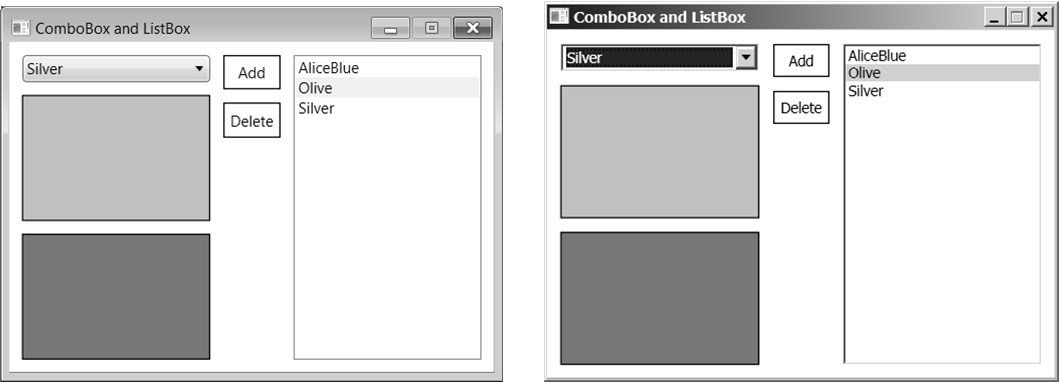 ComboBox and ListBox
Silver
Add
Delete
AliceBlue
Olive
Silver
ComboBox and ListBox
Silver
Add
Delete
AliceBlue
Olive
Silver